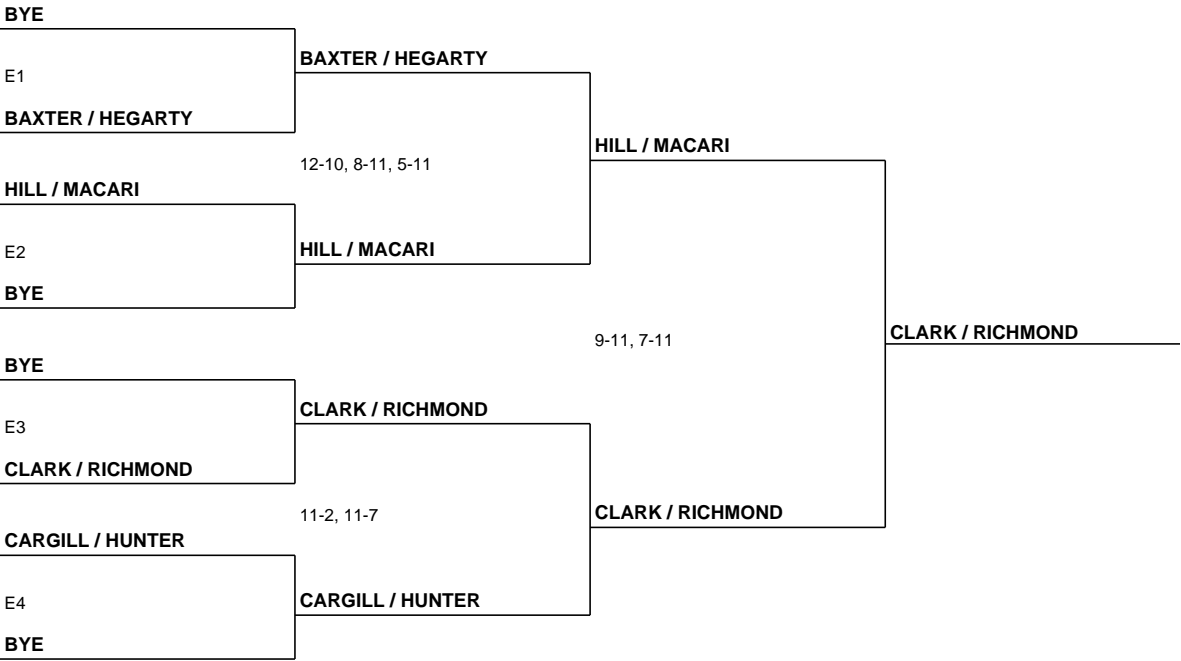 BYE
E1
BAXTER / HEGARTY
HILL / MACARI
E2
BYE
BYE
E3
CLARK / RICHMOND
CARGILL / HUNTER
E4
BYE
BAXTER / HEGARTY
12-10, 8-11, 5-11
HILL / MACARI
CLARK / RICHMOND
11-2, 11-7
CARGILL / HUNTER
HILL / MACARI
9-11, 7-11
CLARK / RICHMOND
CLARK / RICHMOND